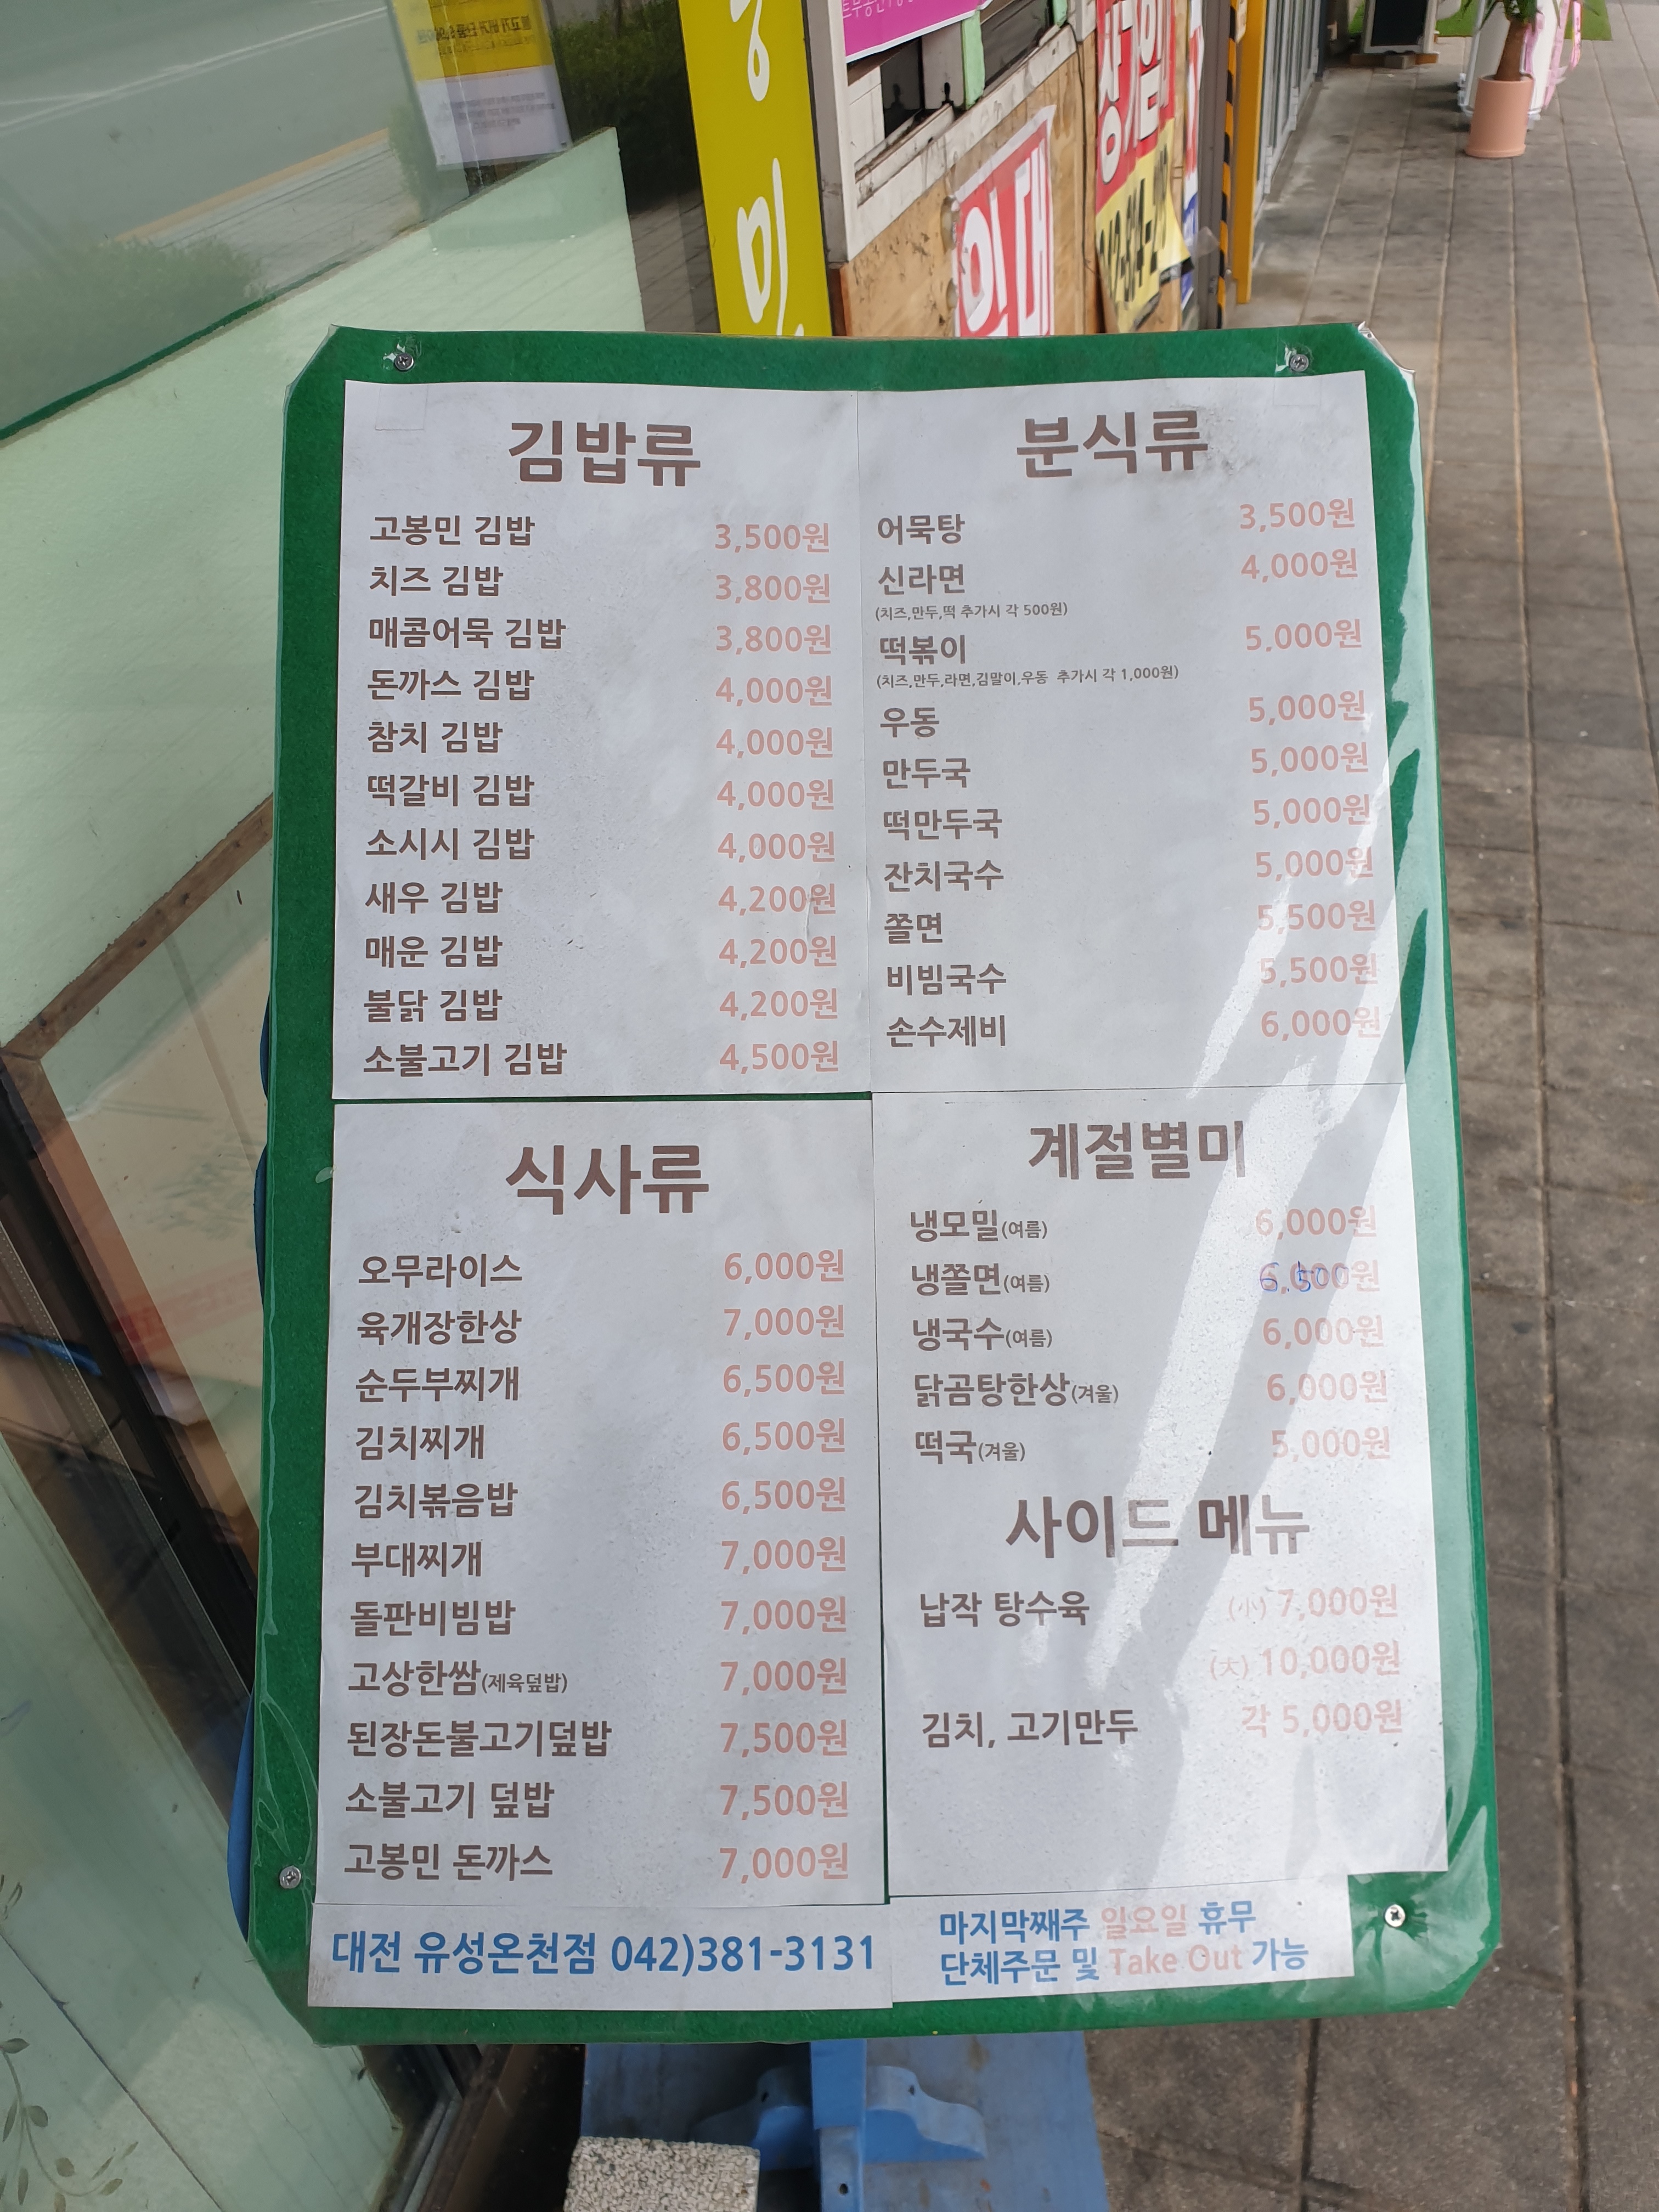 임대
김밥류
고봉민 김밥 3,500원
치즈 김밥 3,800원
매콤어묵 김밥 3,800원
돈까스 김밥 4,000원
참치 김밥 4,000원
떡갈비 김밥 4,000원
소시시 김밥 4,000원
새우 김밥 4,200원
매운 김밥 4,200원
불닭 김밥 4,200원
소불고기 김밥 4,500원
분식류
어묵탕 3,500원
신라면 4,000원
(치즈,만두,떡 추가시 각 500원)
떡볶이 5,000원
(치즈,만두,라면,김말이,우동 추가시 각 1,000원)
우동 5,000원
만두국 5,000원
떡만두국 5,000원
잔치국수 5,000원
쫄면 5,500원
비빔국수 5,500원
손수제비 6,000원
식사류
오무라이스 6,000원
육개장한상 7,000원
순두부찌개 6,500원
김치찌개 6,500원
김치볶음밥 6,500원
부대찌개 7,000원
돌판비빔밥 7,000원
고상한쌈(제육덮밥) 7,000원
된장돈불고기덮밥 7,500원
소불고기 덮밥 7,500원
고봉민 돈까스 7,000원
계절별미
냉모밀(여름) 6,000원
냉쫄면(여름) 6.500원
냉국수(여름) 6,000원
닭곰탕한상(겨울) 6,000원
떡국(겨울) 5,000원
사이드 메뉴
납작 탕수육 (小) 7,000원
(大) 10,000원
김치, 고기만두 각 5,000원
대전 유성온천점 042)381-3131
마지막째주 일요일 휴무
단체주문 및 Take Out 가능